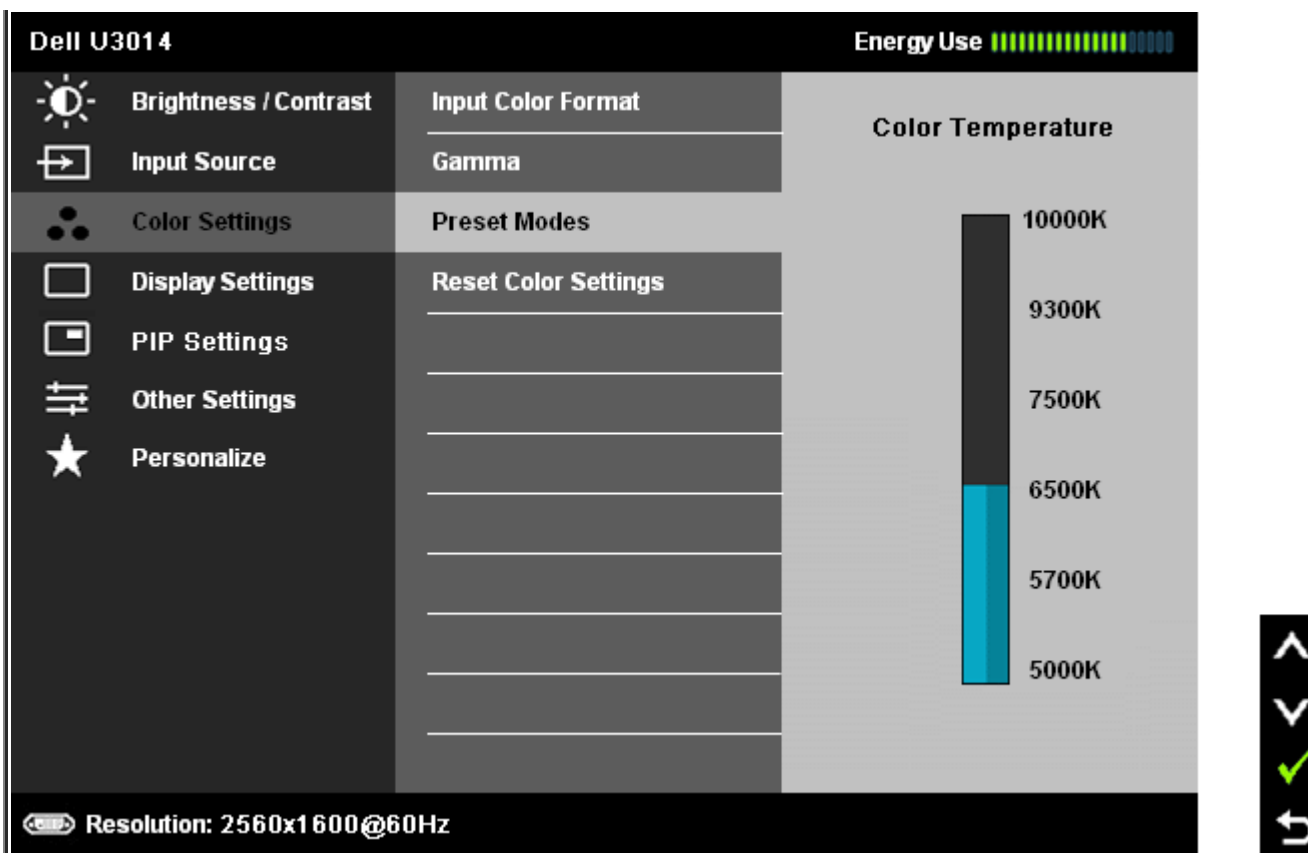 Dell U3014
Energy Use
Brightness / Contrast
Input Source
Color Settings
Display Settings
PIP Settings
Other Settings
Personalize
Input Color Format
Gamma
Preset Modes
Reset Color Settings
Color Temperature
10000K
9300K
7500K
6500K
5700K
5000K
Resolution: 2560x1600@60Hz